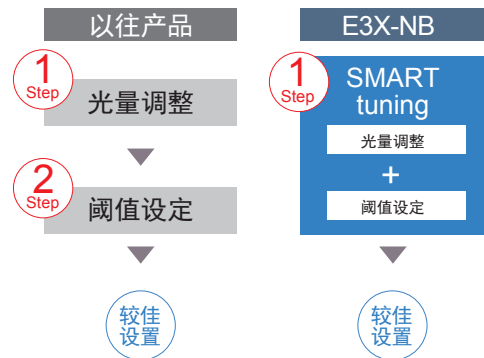 以往产品
1
Step
光量调整
2
Step
阈值设定
较佳
设置
E3X-NB
1
Step
SMART
tuning
光量调整
+
阈值设定
较佳
设置